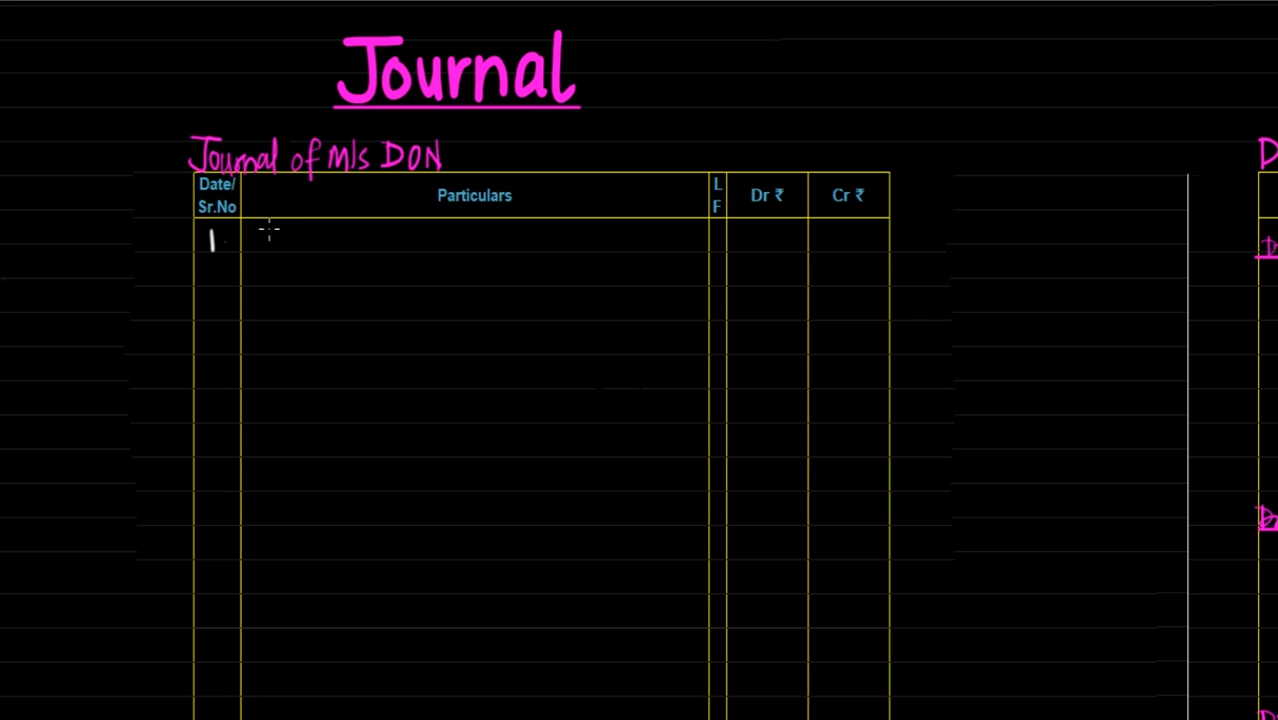 Journal
Journal of M/s DON
Date/ Sr.No Particulars L F Dr ₹ Cr ₹
1